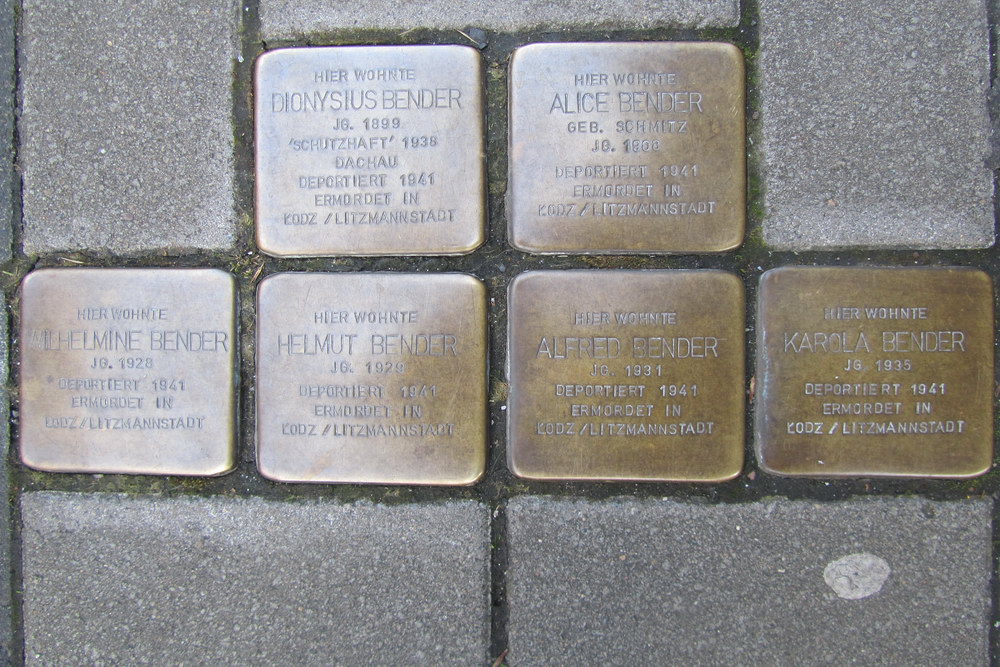 HIER WOHNTE
DIONYSIUS BENDER
JG. 1899
'SCHUTZHAFT' 1938
DACHAU
DEPORTIERT 1941
ERMORDET IN
ŁODZ/LITZMANNSTADT
HIER WOHNTE
ALICE BENDER
GEB. SCHMITZ
JG.
DEPORTIERT 1941
ERMORDET IN
ŁODZ/LITZMANNSTADT
HIER WOHNTE
WILHELMINE BENDER
JG. 1928
DEPORTIERT 1941
ERMORDET IN
ŁODZ/LITZMANNSTADT
HIER WOHNTE
HELMUT BENDER
JG. 1929
DEPORTIERT 1941
ERMORDET IN
ŁODZ/LITZMANNSTADT
HIER WOHNTE
ALFRED BENDER
JG. 1931
DEPORTIERT 1941
ERMORDET IN
ŁODZ/LITZMANNSTADT
HIER WOHNTE
KAROLA BENDER
JG. 1935
DEPORTIERT 1941
ERMORDET IN
ŁODZ/LITZMANNSTADT